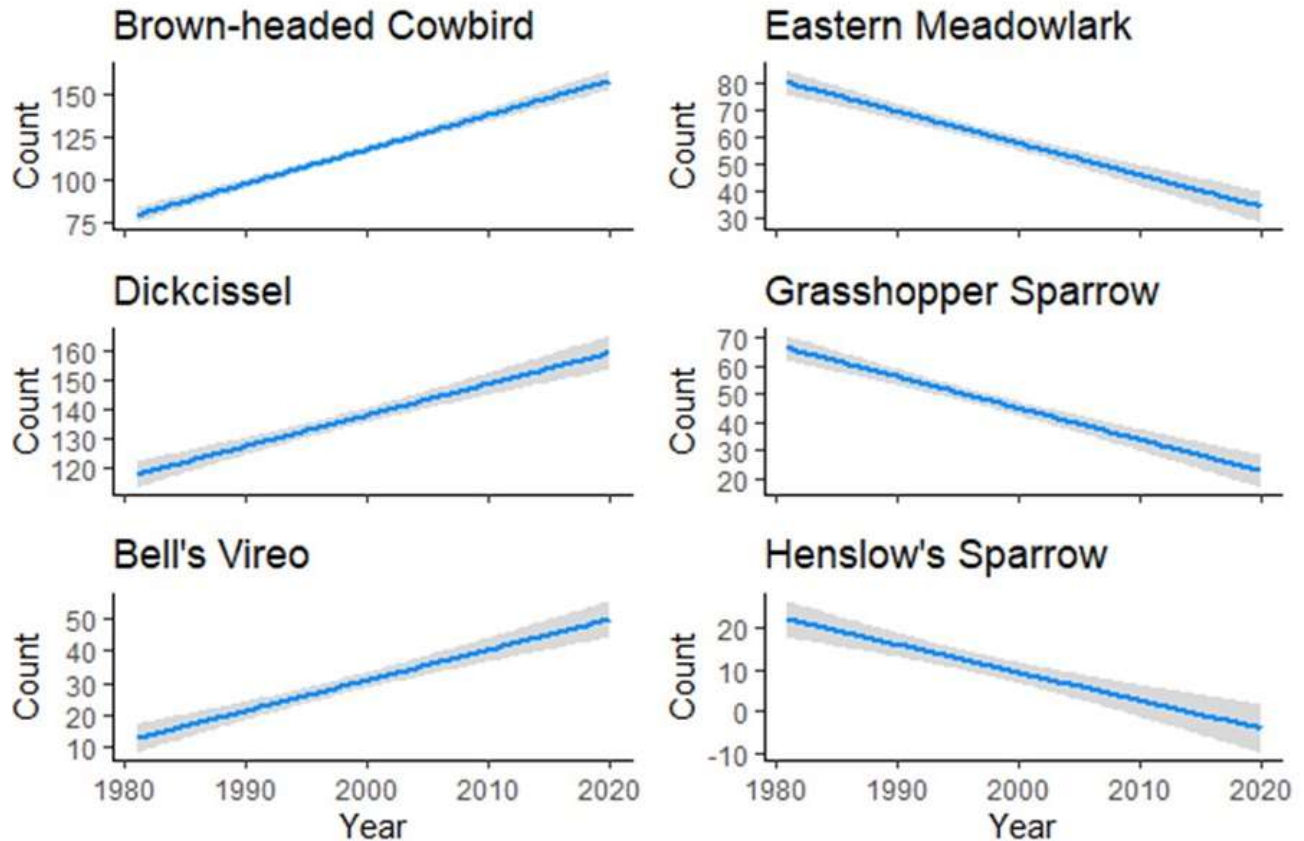 Brown-headed Cowbird
Count
150
125
100
75
Eastern Meadowlark
Count
80
70
60
50
40
30
Dickcissel
Count
160
150
140
130
120
Grasshopper Sparrow
Count
70
60
50
40
30
20
Bell's Vireo
Count
50
40
30
20
10
1980 1990 2000 2010 2020
Year
Henslow's Sparrow
Count
20
10
0
-10
1980 1990 2000 2010 2020
Year